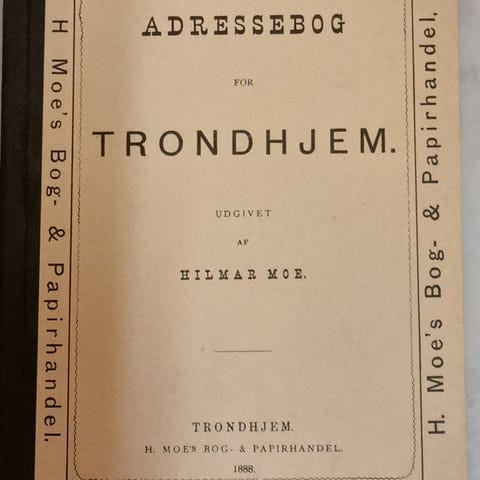 ADRESSEBOG
FOR
TRONDHJEM.
UDGIVET
AF
HILMAR MOE.
TRONDHJEM.
H. MOE'S BOG- & PAPIRHANDEL.
1888.
H Moe's Bog- & Papirhandel.
H. Moe's Bog- & Papirhandel,